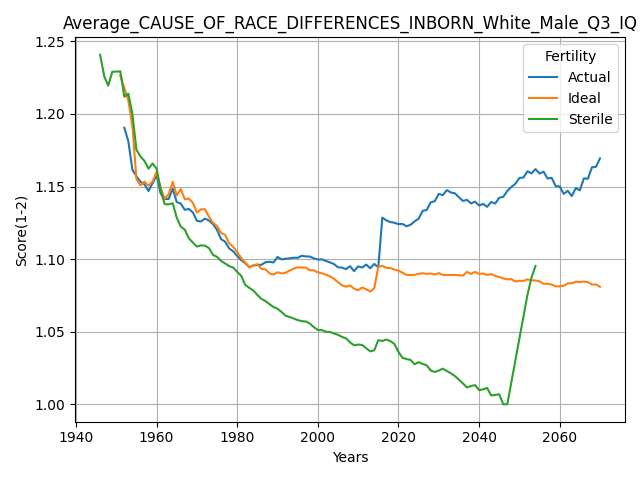 Average_CAUSE_OF_RACE_DIFFERENCES_INBORN_White_Male_Q3_IQ
1.25
1.20
1.15
1.10
1.05
1.00
Score(1-2)
Fertility
Actual
Ideal
Sterile
1940 1960 1980 2000 2020 2040 2060
Years